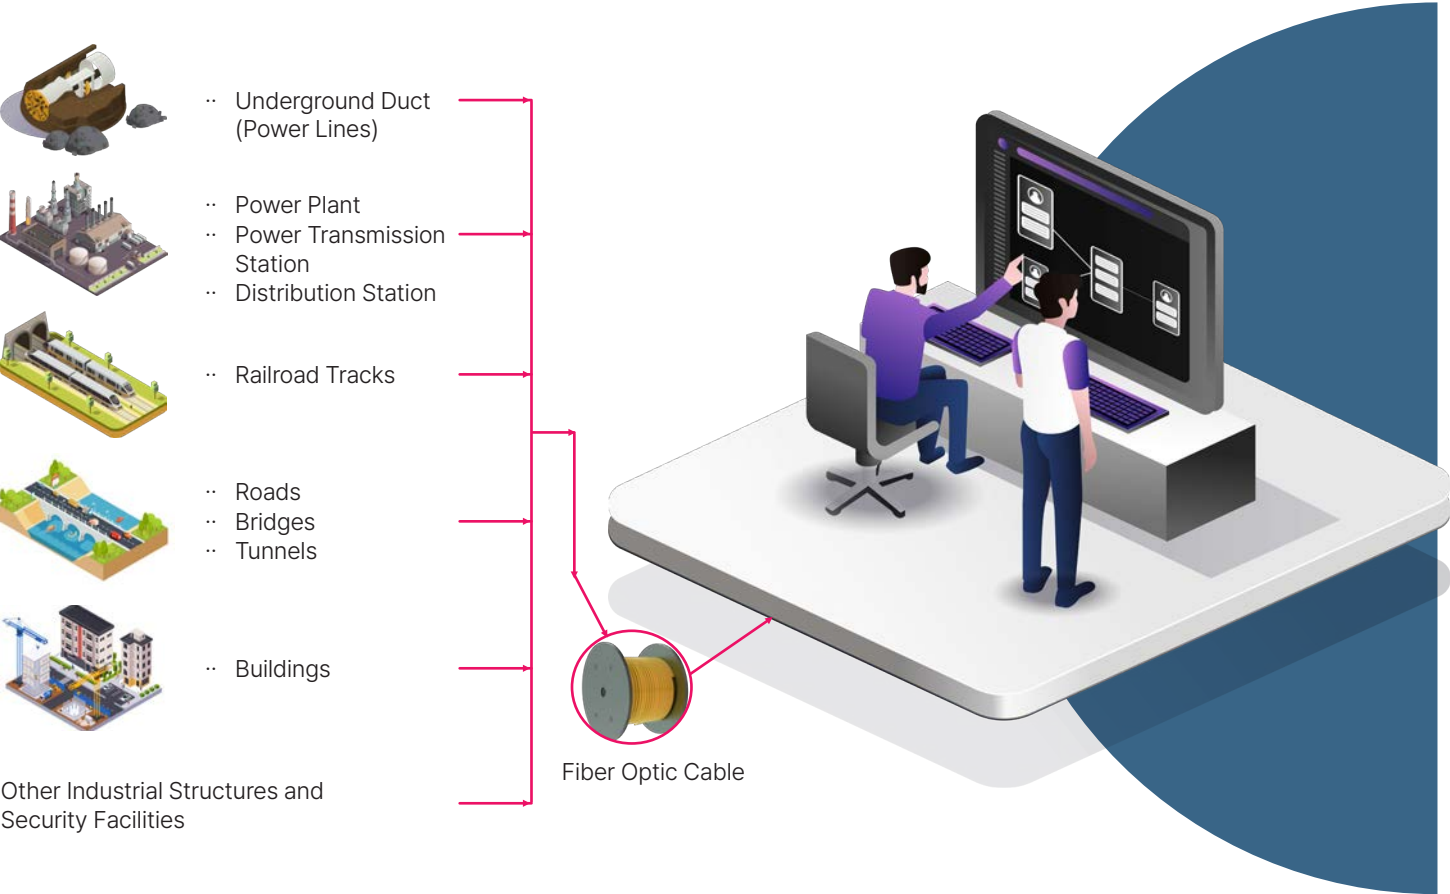 ·· Underground Duct
(Power Lines)
·· Power Plant
·· Power Transmission
Station
·· Distribution Station
·· Railroad Tracks
·· Roads
·· Bridges
·· Tunnels
·· Buildings
Other Industrial Structures and
Security Facilities
Fiber Optic Cable